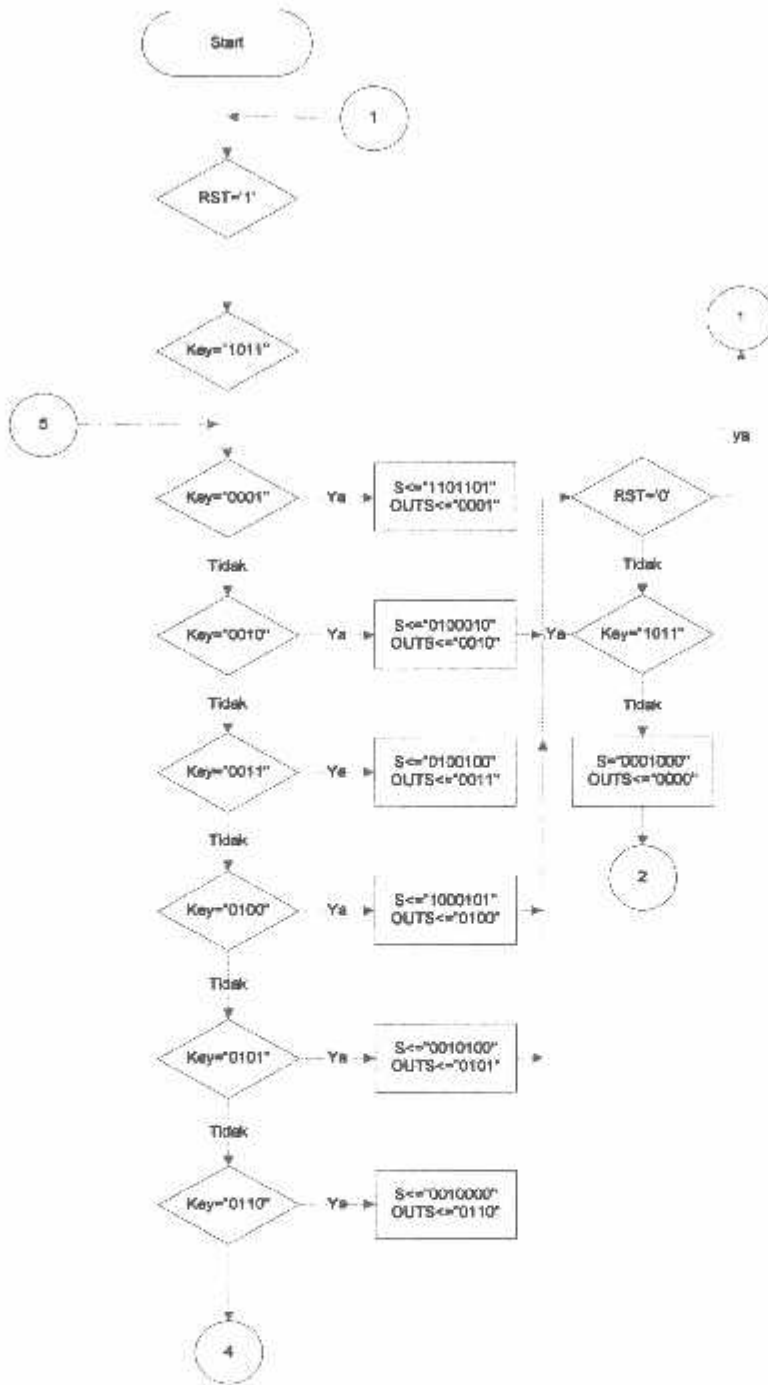 Start
1
RST='1'
Key="1011"
1
5
ya
Key="0001"
Ya
S<="1101101"
OUTS<="0001"
RST='0'
Tidak
Tidak
Key="0010"
Ya
S<="0100010"
OUTS<="0010"
Ya
Key="1011"
Tidak
Tidak
Key="0011"
Ya
S<="0100100"
OUTS<="0011"
S="0001000"
OUTS<="0000"
Tidak
2
Key="0100"
Ya
S<="1000101"
OUTS<="0100"
Tidak
Key="0101"
Ya
S<="0010100"
OUTS<="0101"
Tidak
Key="0110"
Ya
S<="0010000"
OUTS<="0110"
4